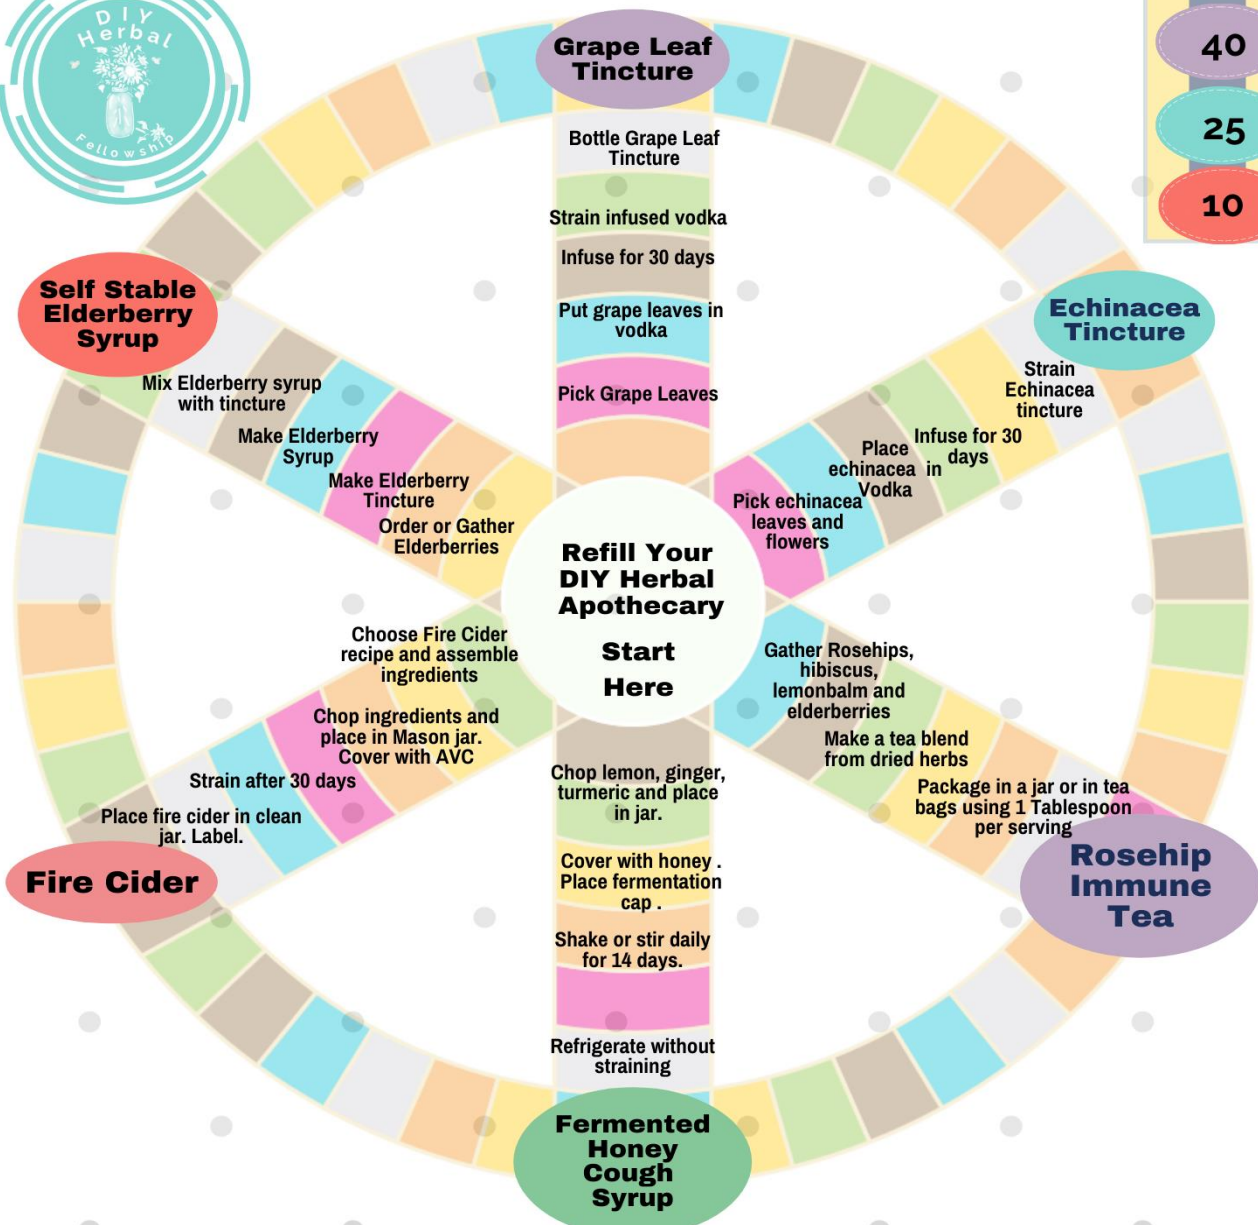 DIY
Herbal
Fellowship
40
25
10
Grape Leaf
Tincture
Bottle Grape Leaf
Tincture
Strain infused vodka
Infuse for 30 days
Put grape leaves in
vodka
Pick Grape Leaves
Self Stable
Elderberry
Syrup
Mix Elderberry syrup
with tincture
Make Elderberry
Syrup
Make Elderberry
Tincture
Order or Gather
Elderberries
Echinacea
Tincture
Strain
Echinacea
tincture
Infuse for 30
days
Place
echinacea in
Vodka
Pick echinacea
leaves and
flowers
Refill Your
DIY Herbal
Apothecary
Start
Here
Choose Fire Cider
recipe and assemble
ingredients
Chop ingredients and
place in Mason jar.
Cover with AVC
Strain after 30 days
Place fire cider in clean
jar. Label.
Fire Cider
Gather Rosehips,
hibiscus,
lemonbalm and
elderberries
Make a tea blend
from dried herbs
Package in a jar or in tea
bags using 1 Tablespoon
per serving
Rosehip
Immune
Tea
Chop lemon, ginger,
turmeric and place
in jar.
Cover with honey .
Place fermentation
cap .
Shake or stir daily
for 14 days.
Refrigerate without
straining
Fermented
Honey
Cough
Syrup